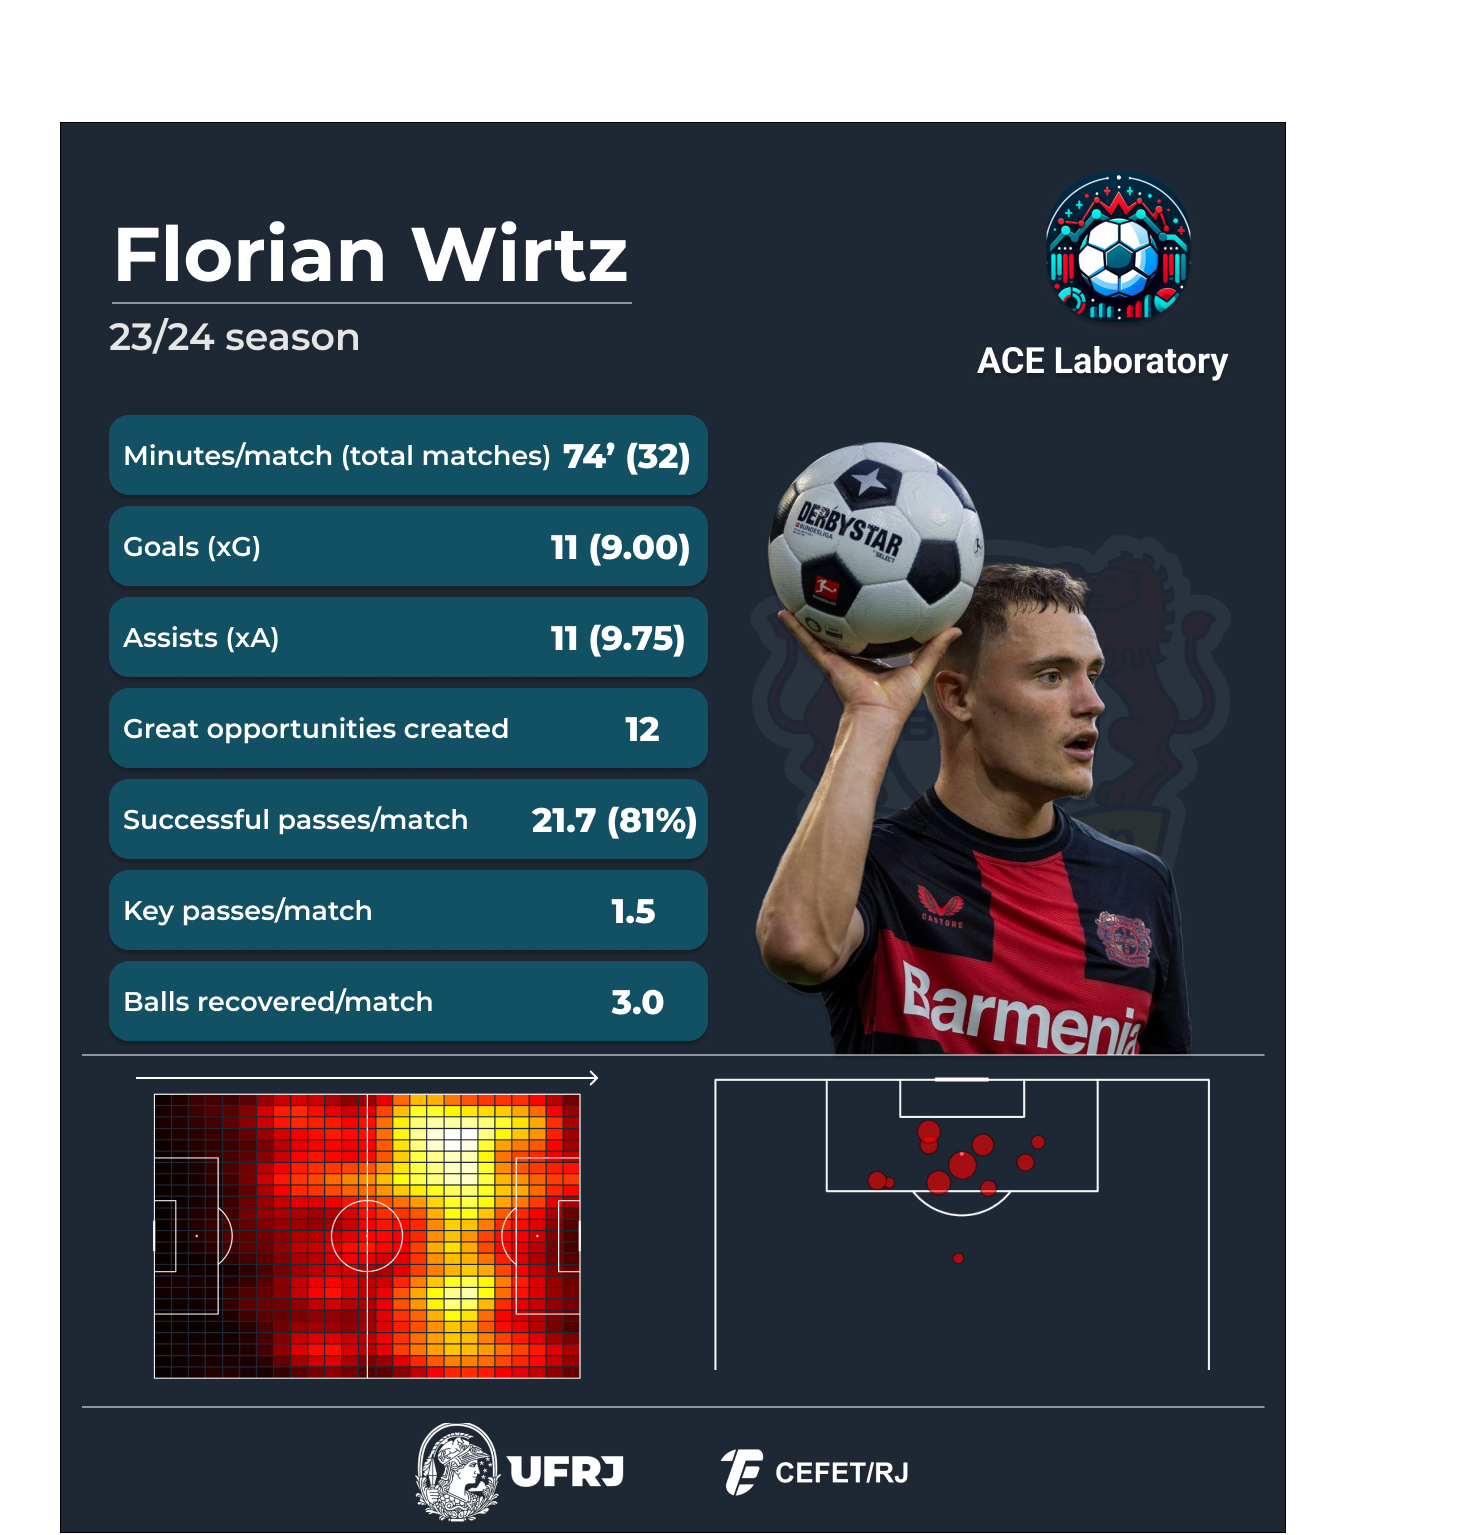 Florian Wirtz
23/24 season
ACE Laboratory
Minutes/match (total matches) 74’ (32)
Goals (xG) 11 (9.00)
Assists (xA) 11 (9.75)
Great opportunities created 12
Successful passes/match 21.7 (81%)
Key passes/match 1.5
Balls recovered/match 3.0
DERBYSTAR
BUNDESLIGA
SELECT
CASTORE
Barmenia
UFRJ
CEFET/RJ